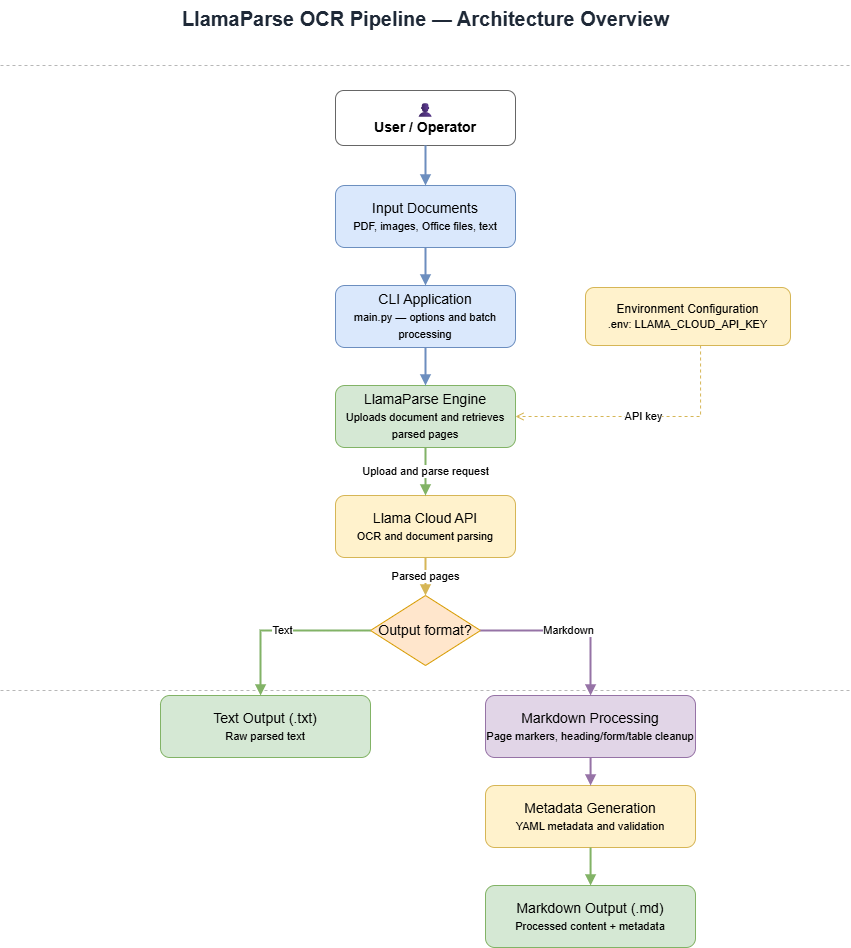 LlamaParse OCR Pipeline — Architecture Overview
User / Operator
Input Documents
PDF, images, Office files, text
CLI Application
main.py — options and batch
processing
Environment Configuration
.env: LLAMA_CLOUD_API_KEY
LlamaParse Engine
Uploads document and retrieves
parsed pages
API key
Upload and parse request
Llama Cloud API
OCR and document parsing
Parsed pages
Output format?
Text
Markdown
Text Output (.txt)
Raw parsed text
Markdown Processing
Page markers, heading/form/table cleanup
Metadata Generation
YAML metadata and validation
Markdown Output (.md)
Processed content + metadata